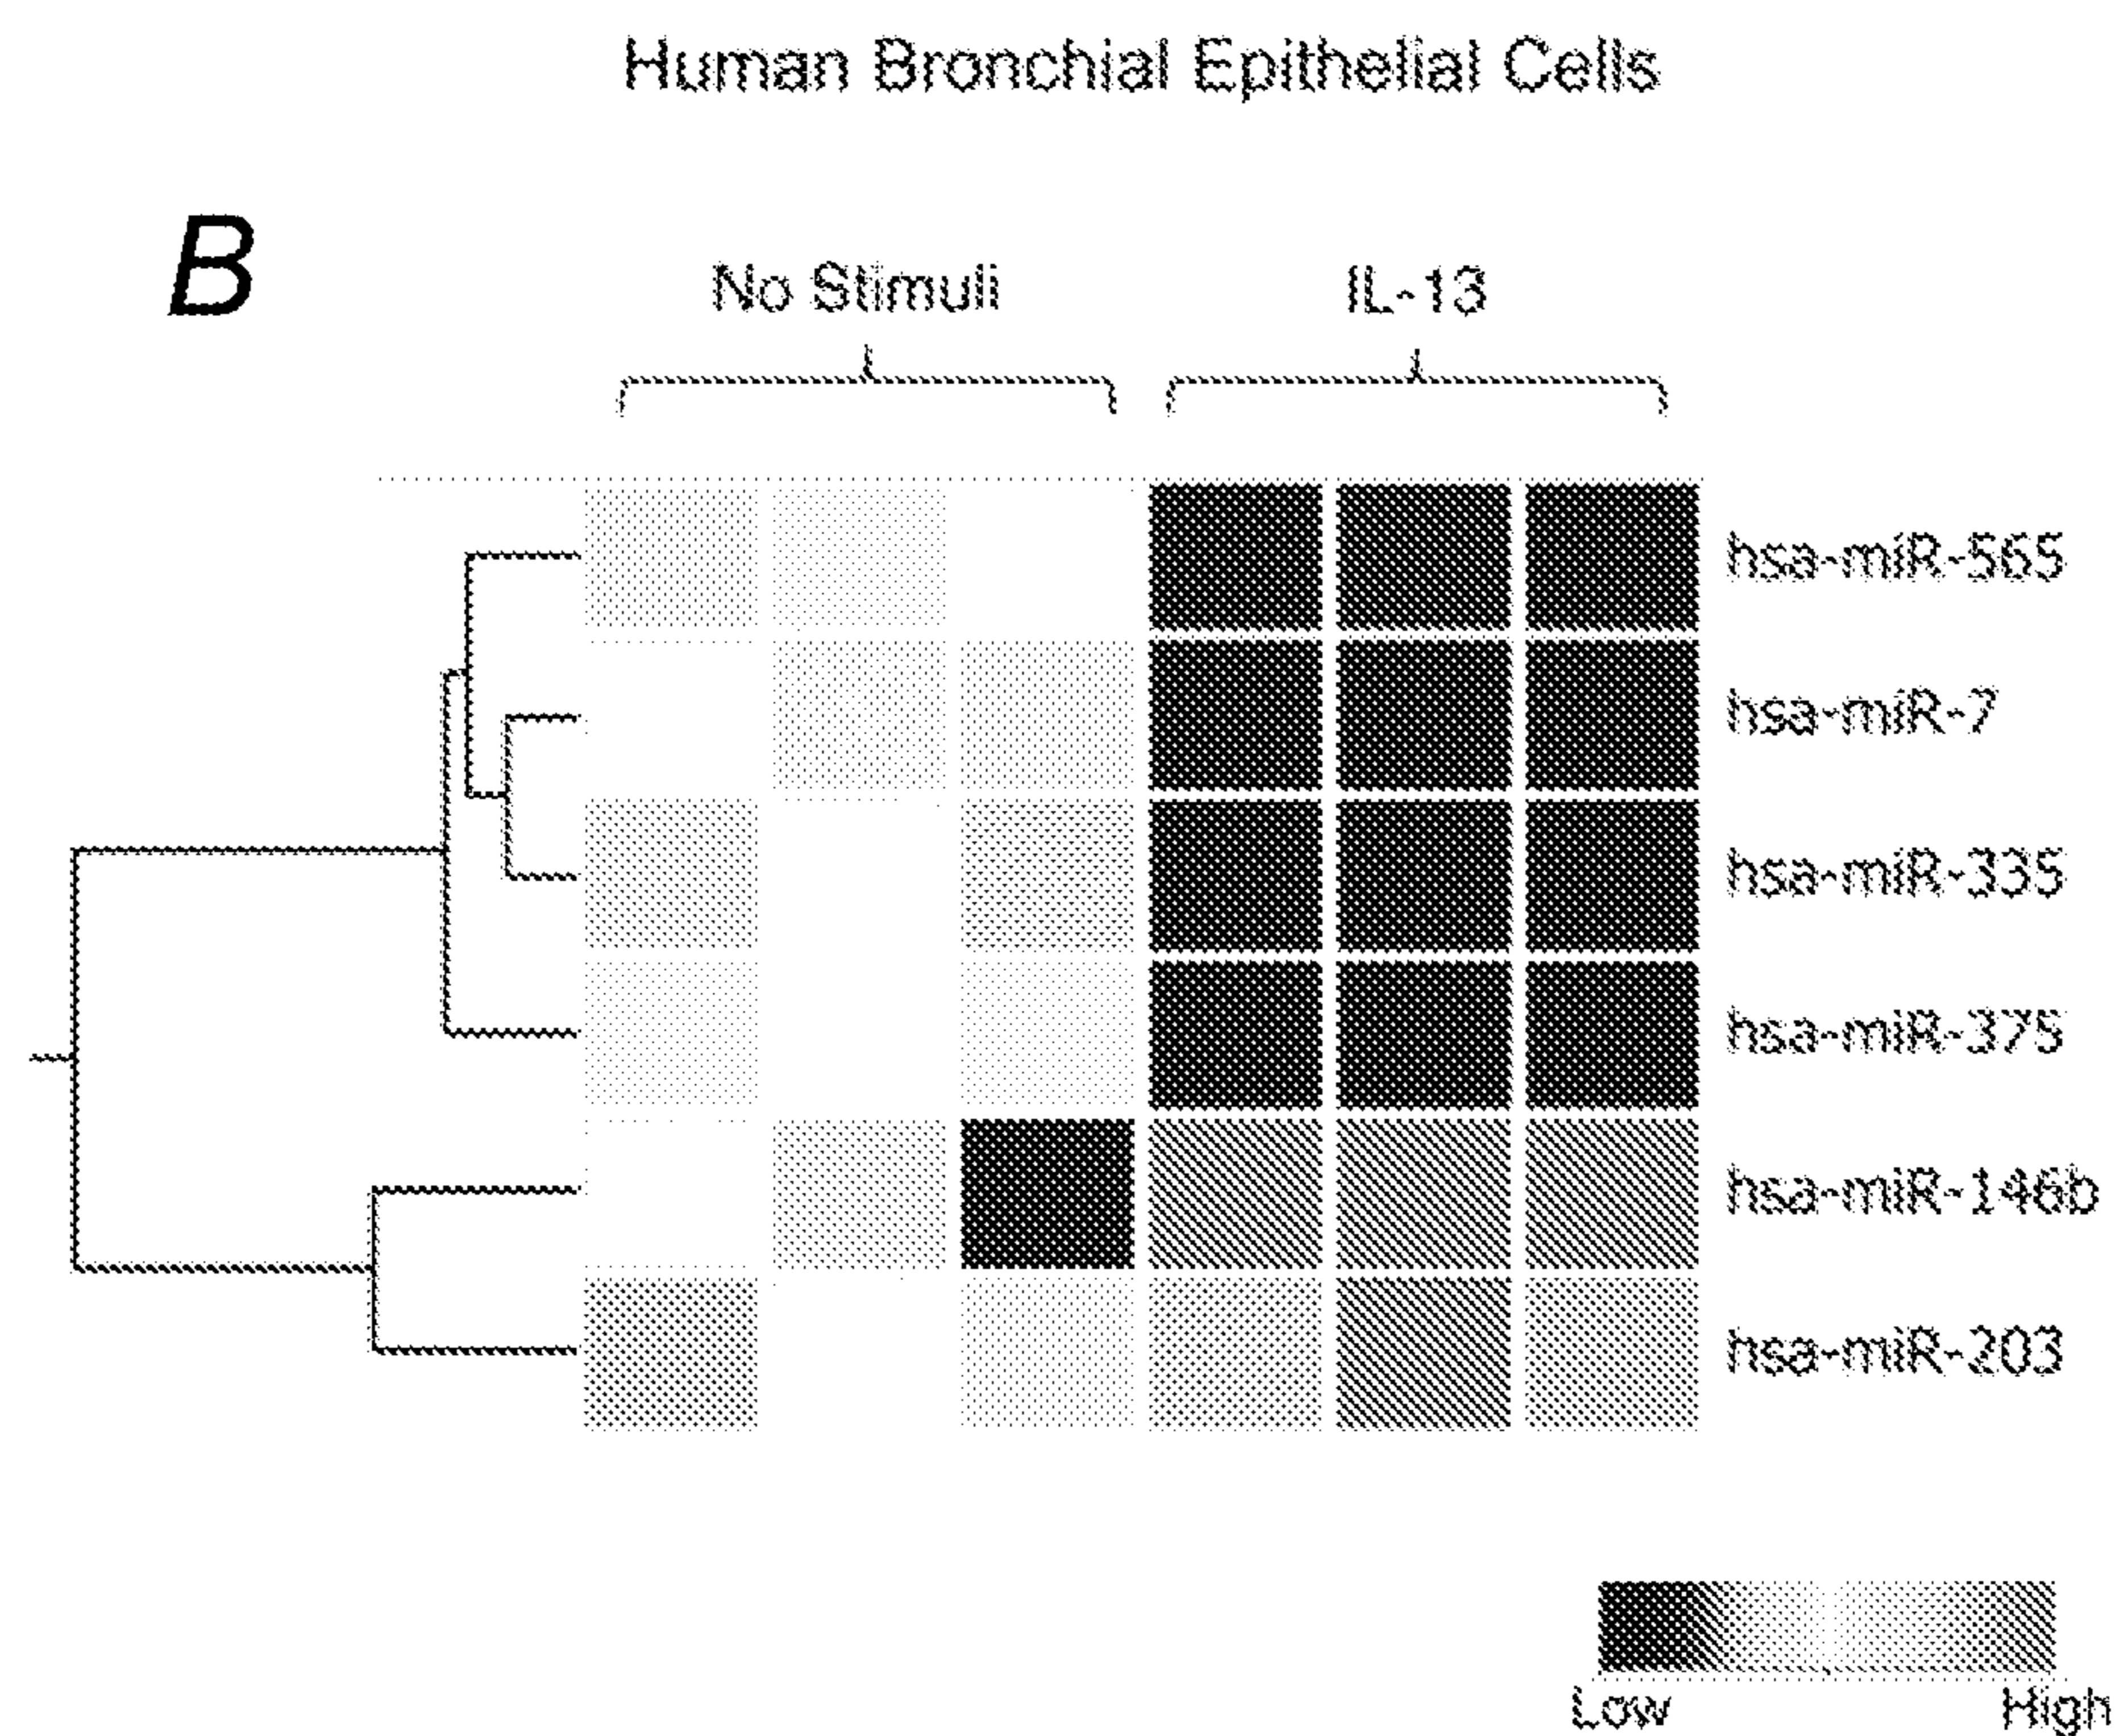 Human Bronchial Epithelial Cells
B
No Stimuli IL-13
hsa-miR-565
hsa-miR-7
hsa-miR-335
hsa-miR-375
hsa-miR-146b
hsa-miR-203
Low High